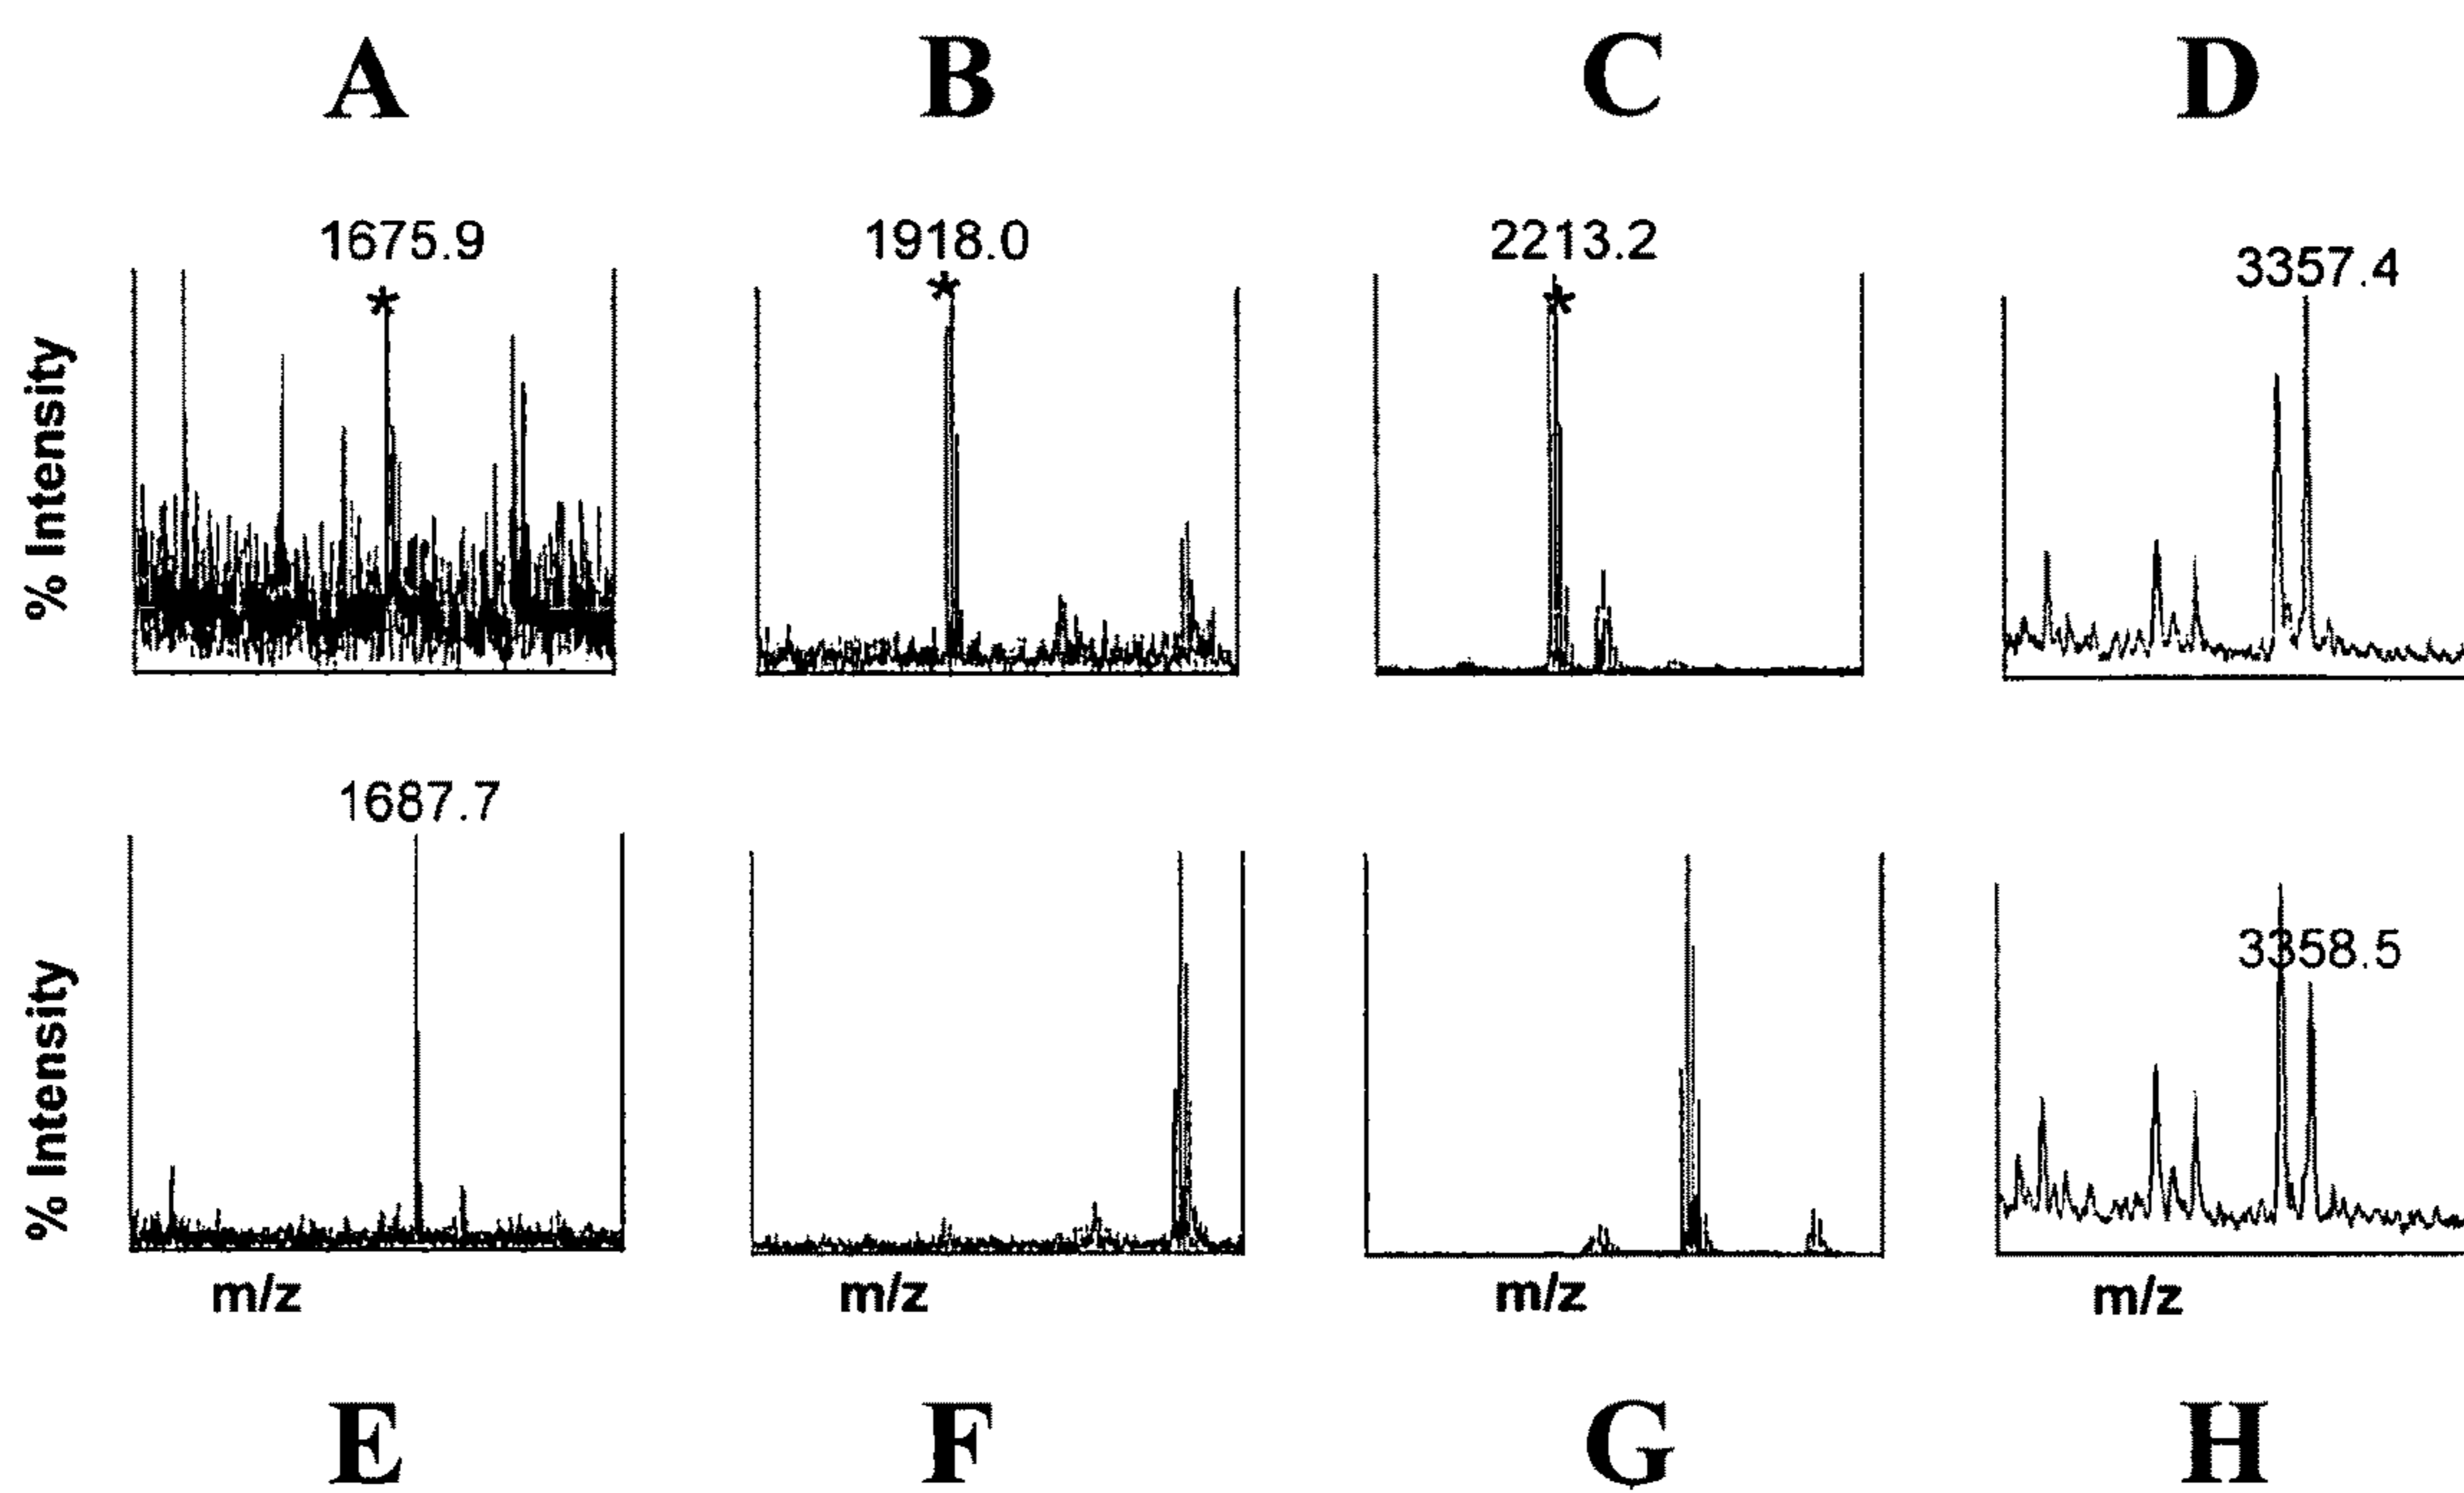 A B C D
1675.9 1918.0 2213.2 3357.4
* * *
% Intensity
1687.7
3358.5
% Intensity
m/z m/z m/z m/z
E F G H